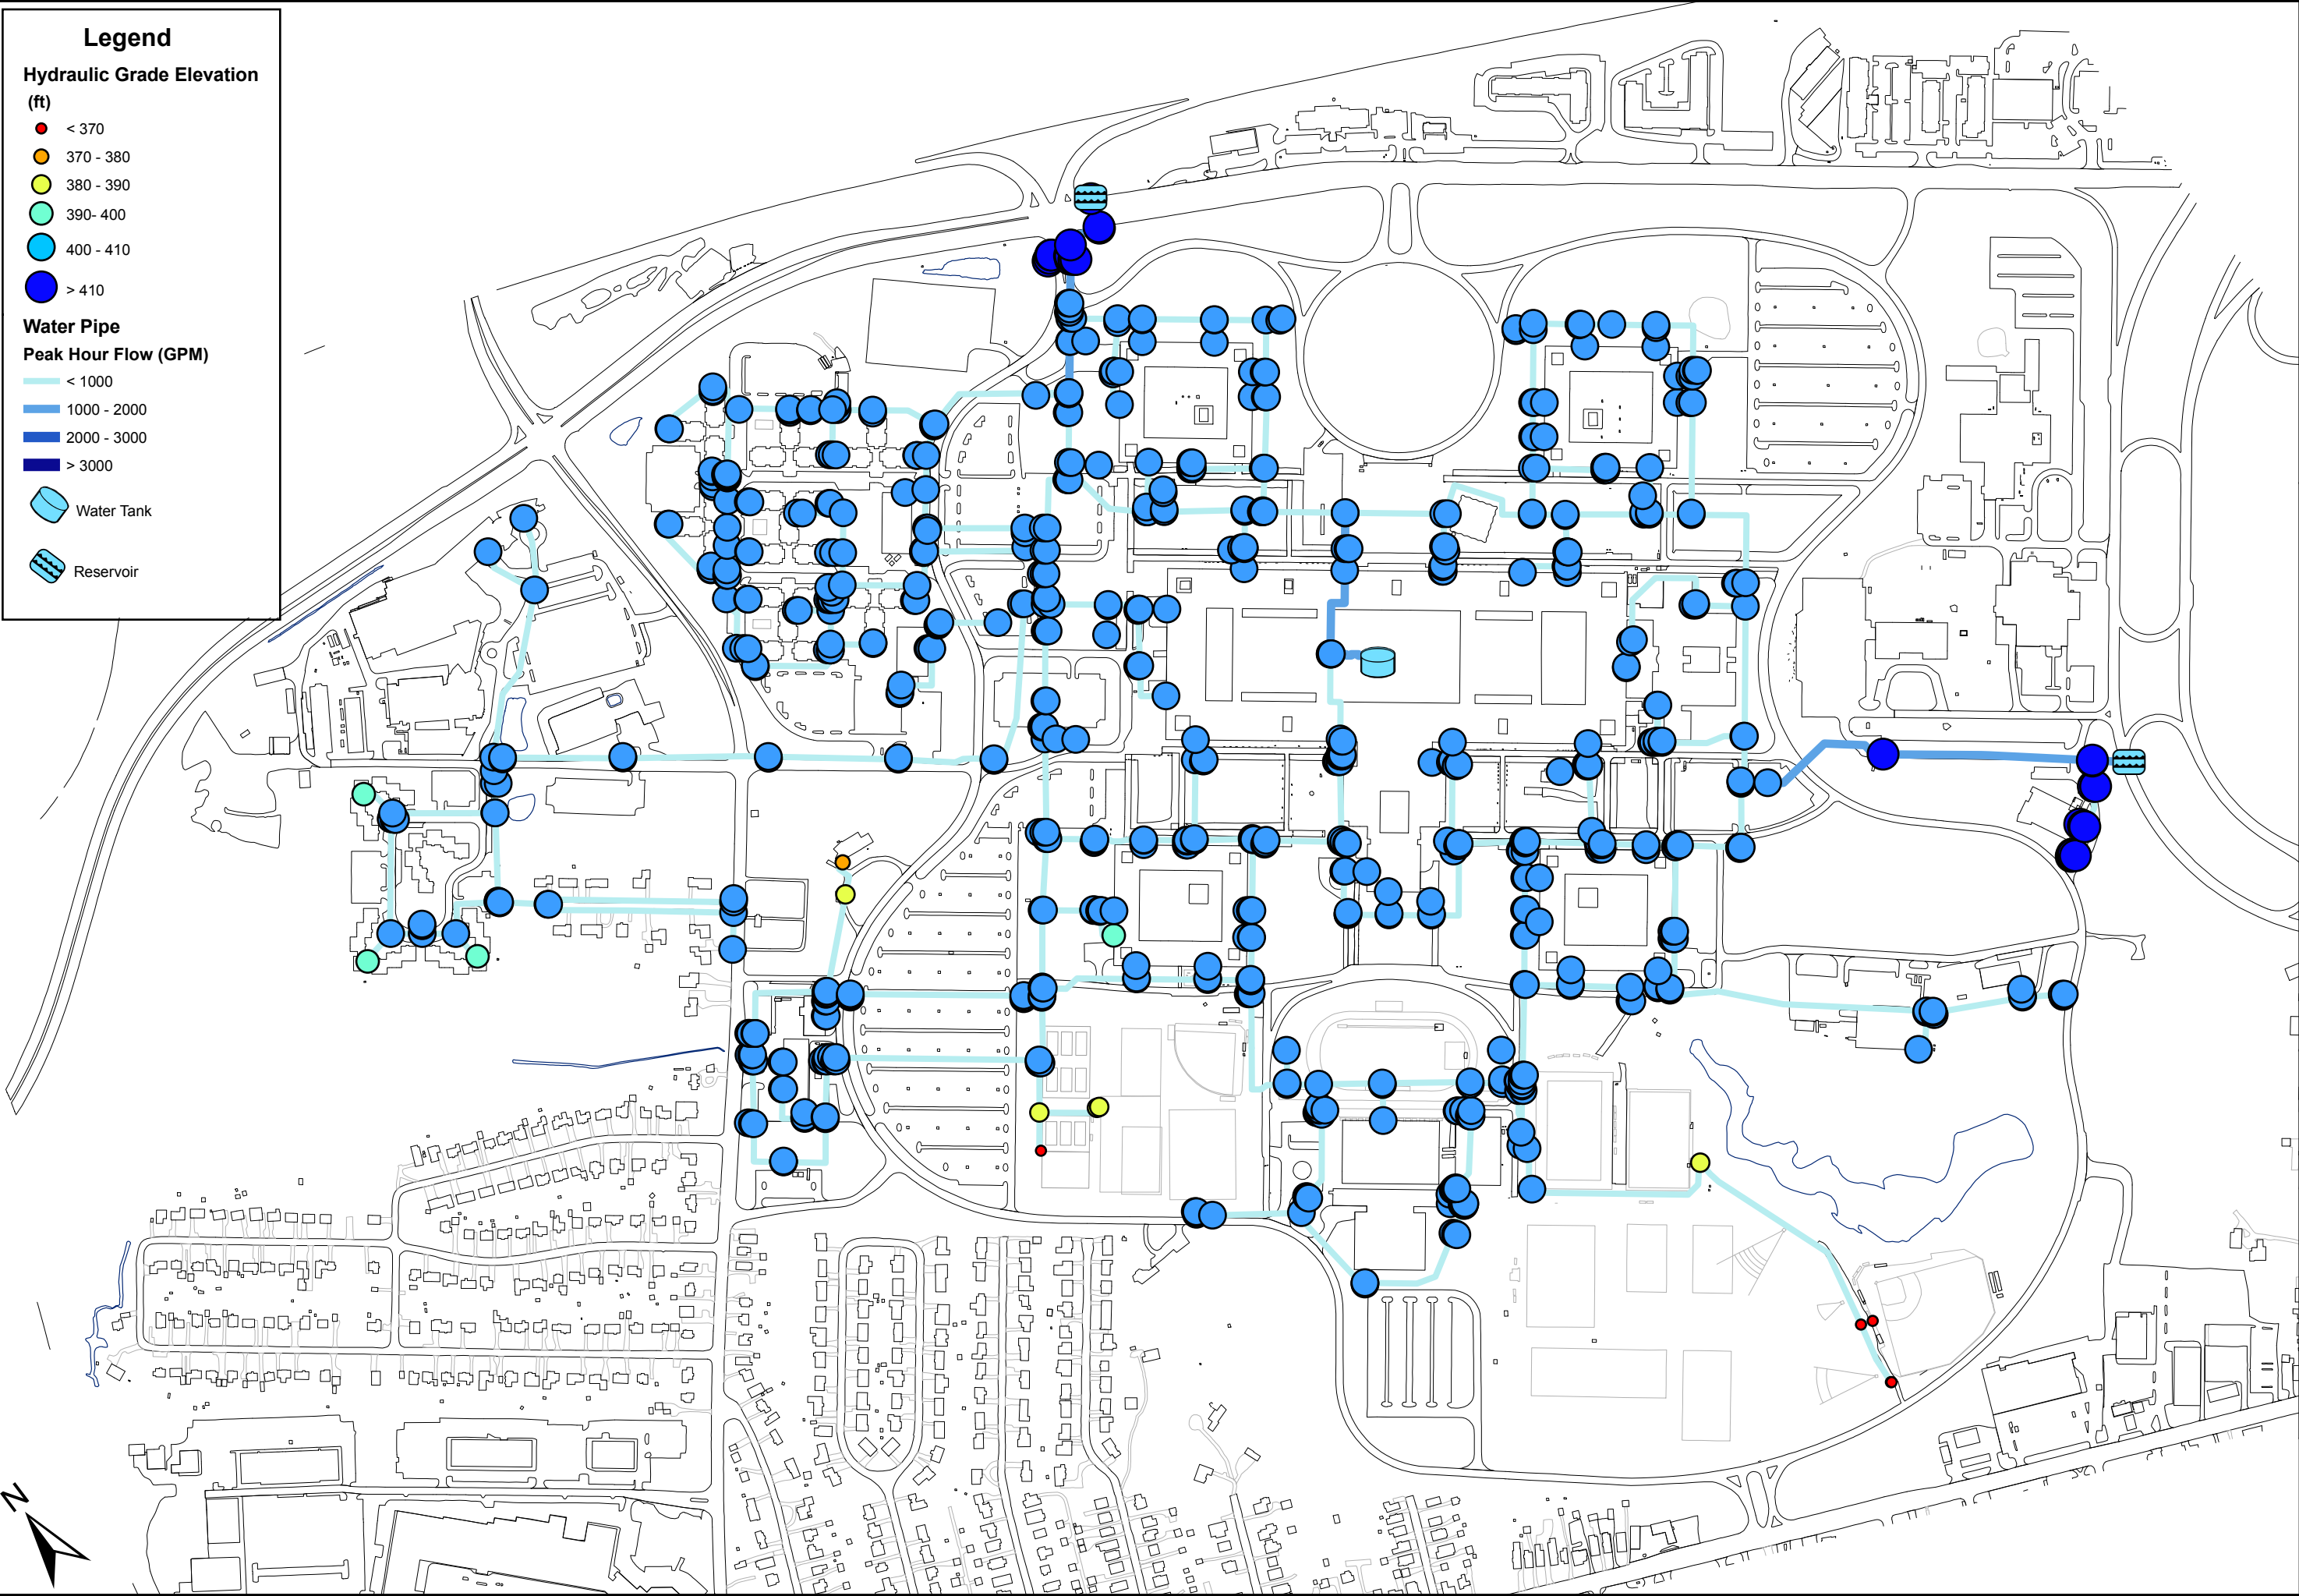 Legend
Hydraulic Grade Elevation
(ft)
< 370
370 - 380
380 - 390
390- 400
400 - 410
> 410
Water Pipe
Peak Hour Flow (GPM)
< 1000
1000 - 2000
2000 - 3000
> 3000
Water Tank
Reservoir
N